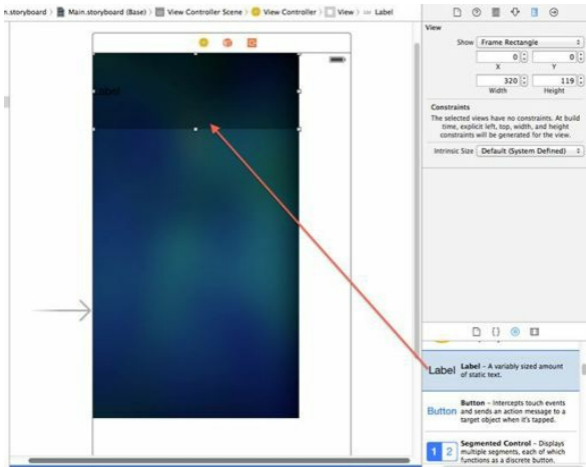 n.storyboard Main.storyboard (Base) View Controller Scene View Controller View Label
View
Show Frame Rectangle
0 0
X Y
320 119
Width Height
Constraints
The selected views have no constraints. At build
time, explicit left, top, width, and height
constraints will be generated for the view.
Intrinsic Size Default (System Defined)
Label
Label Label - A variably sized amount
of static text.
Button Button - Intercepts touch events
and sends an action message to a
target object when it's tapped.
1 2 Segmented Control - Displays
multiple segments, each of which
functions as a discrete button.